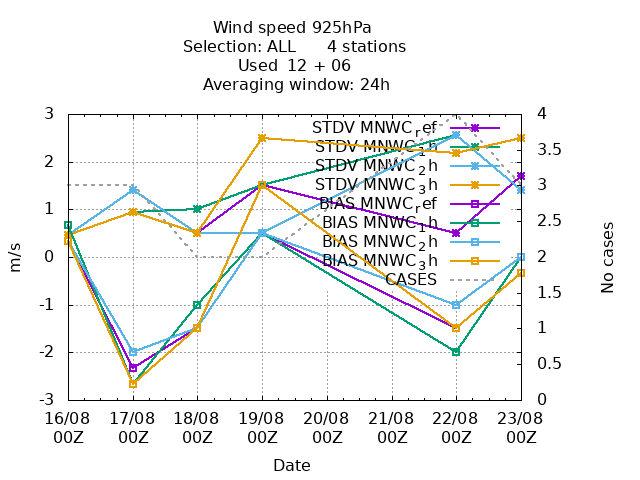 Wind speed 925hPa
Selection: ALL 4 stations
Used 12 + 06
Averaging window: 24h
3
2
1
0
-1
-2
-3
m/s
4
3.5
3
2.5
2
1.5
1
0.5
0
No cases
STDV MNWC_ref
STDV MNWC_1h
STDV MNWC_2h
STDV MNWC_3h
BIAS MNWC_ref
BIAS MNWC_1h
BIAS MNWC_2h
BIAS MNWC_3h
CASES
16/08 17/08 18/08 19/08 20/08 21/08 22/08 23/08
00Z 00Z 00Z 00Z 00Z 00Z 00Z 00Z
Date